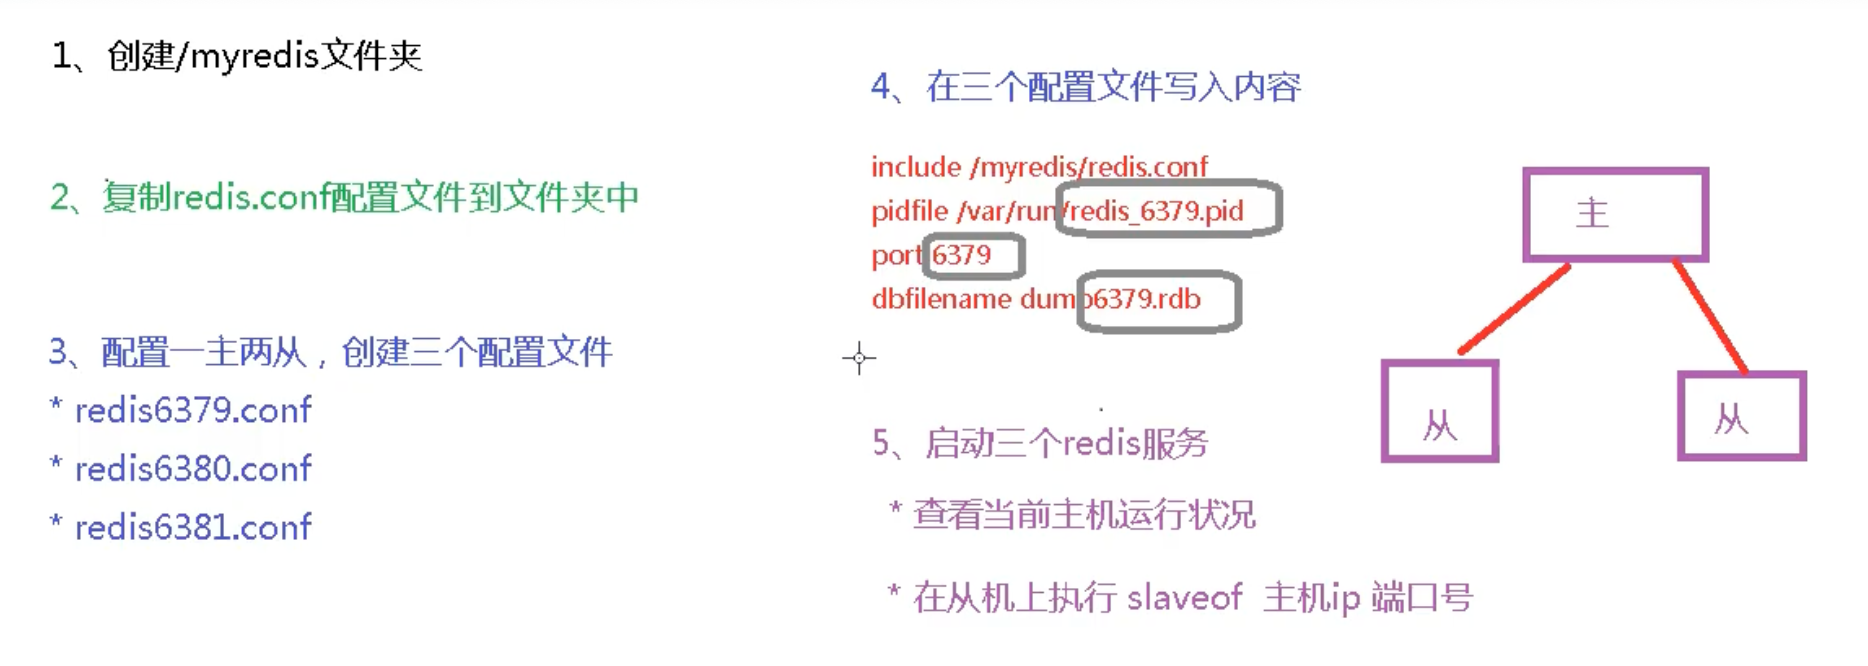 1、创建/myredis文件夹
2、复制redis.conf配置文件到文件夹中
3、配置一主两从，创建三个配置文件
* redis6379.conf
* redis6380.conf
* redis6381.conf
4、在三个配置文件写入内容
include /myredis/redis.conf
pidfile /var/run/redis_6379.pid
port 6379
dbfilename dump6379.rdb
5、启动三个redis服务
* 查看当前主机运行状况
* 在从机上执行 slaveof 主机ip 端口号
主
从
从